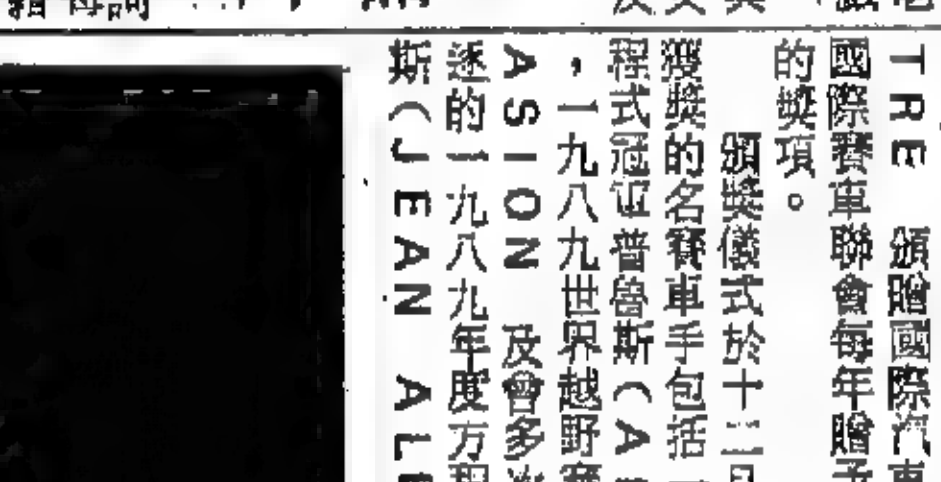 TRE 頒贈國際汽車
國際賽車聯會每年贈予
的獎項。
頒獎儀式於十二月
獲獎的名賽車手包括
程式冠軍普魯斯(A
，一九八九世界越野賽
ASION 及曾多次
逐的一九八九年度方程
斯(JEAN ALE